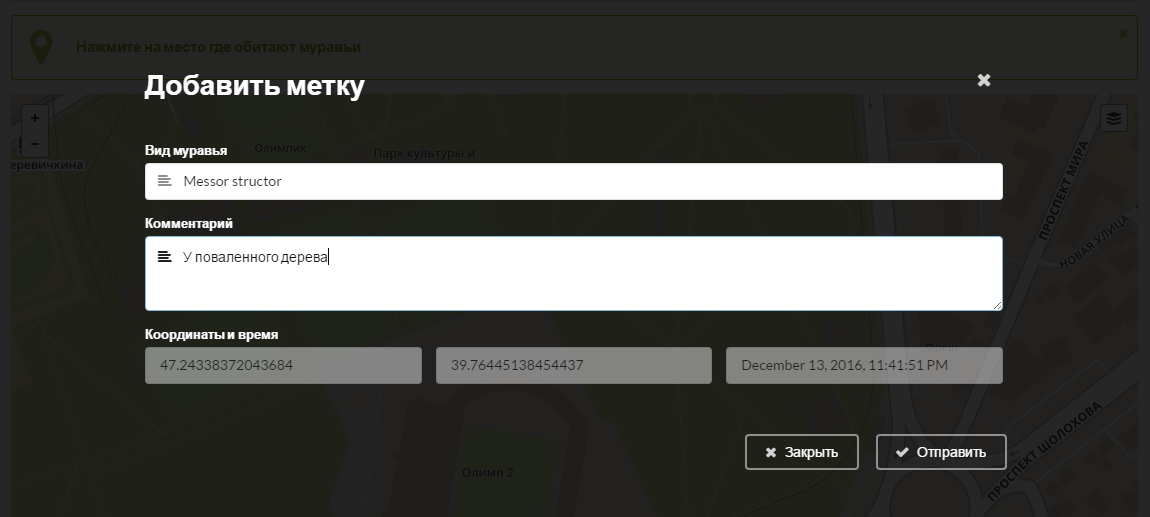 Нажмите на место где обитают муравьи
Добавить метку
+
−
еревичкина
Олимпик
Парк культуры и
Вид муравья
Messor structor
Комментарий
У поваленного дерева
Координаты и время
47.24338372043684
39.76445138454437
December 13, 2016, 11:41:51 PM
ПРОСПЕКТ МИРА
НОВАЯ УЛИЦА
Закрыть
Отправить
Олимп 2
ПРОСПЕКТ ШОЛОХОВА